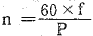 n = 60 × f / P